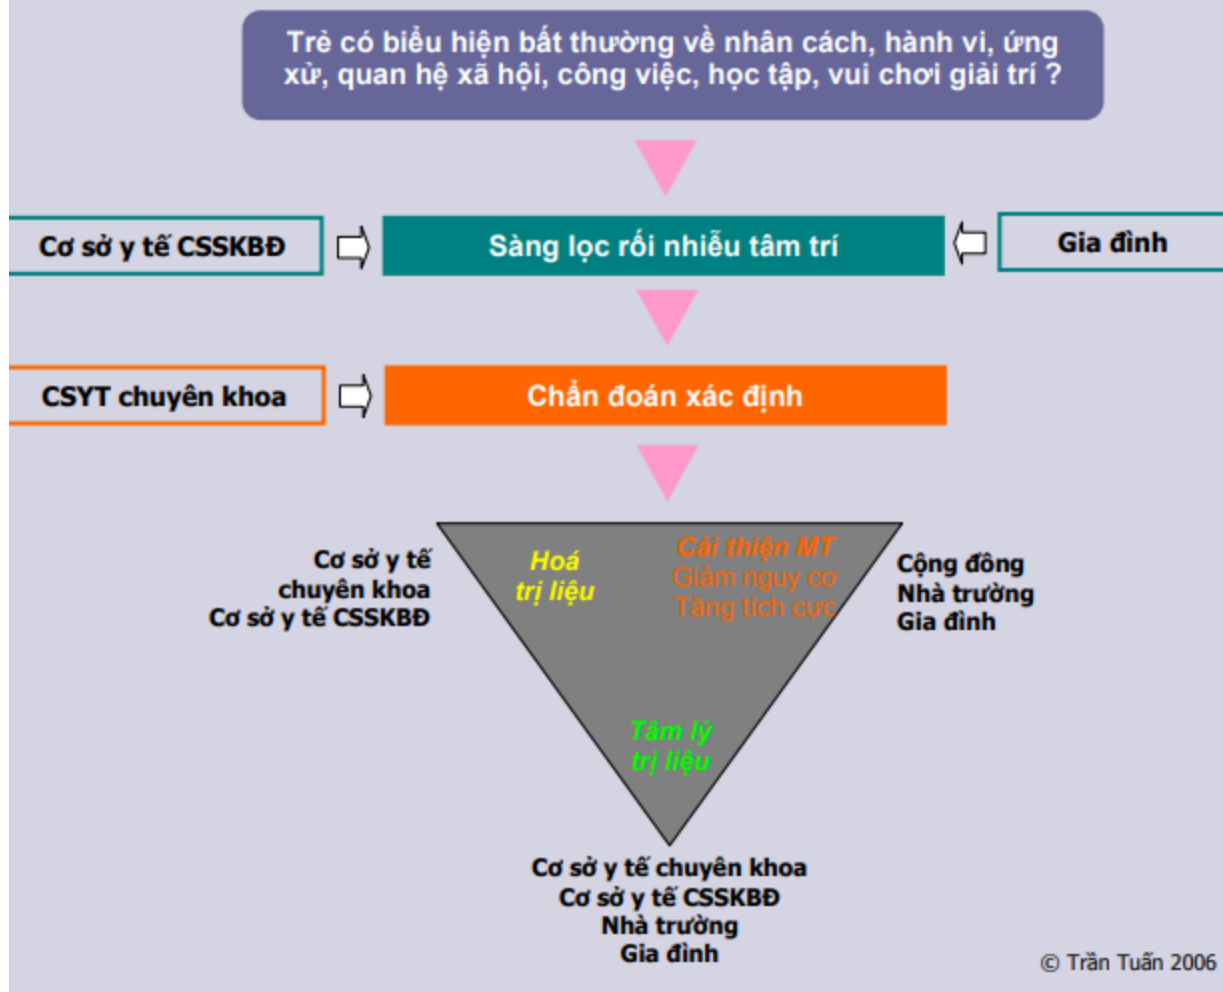 Trẻ có biểu hiện bất thường về nhân cách, hành vi, ứng
xử, quan hệ xã hội, công việc, học tập, vui chơi giải trí ?
Cơ sở y tế CSSKBĐ
Sàng lọc rối nhiễu tâm trí
Gia đình
CSYT chuyên khoa
Chẩn đoán xác định
Cơ sở y tế
chuyên khoa
Cơ sở y tế CSSKBĐ
Hoá
trị liệu
Cải thiện MT
Giảm nguy cơ
Tăng tích cực
Cộng đồng
Nhà trường
Gia đình
Tâm lý
trị liệu
Cơ sở y tế chuyên khoa
Cơ sở y tế CSSKBĐ
Nhà trường
Gia đình
© Trần Tuấn 2006